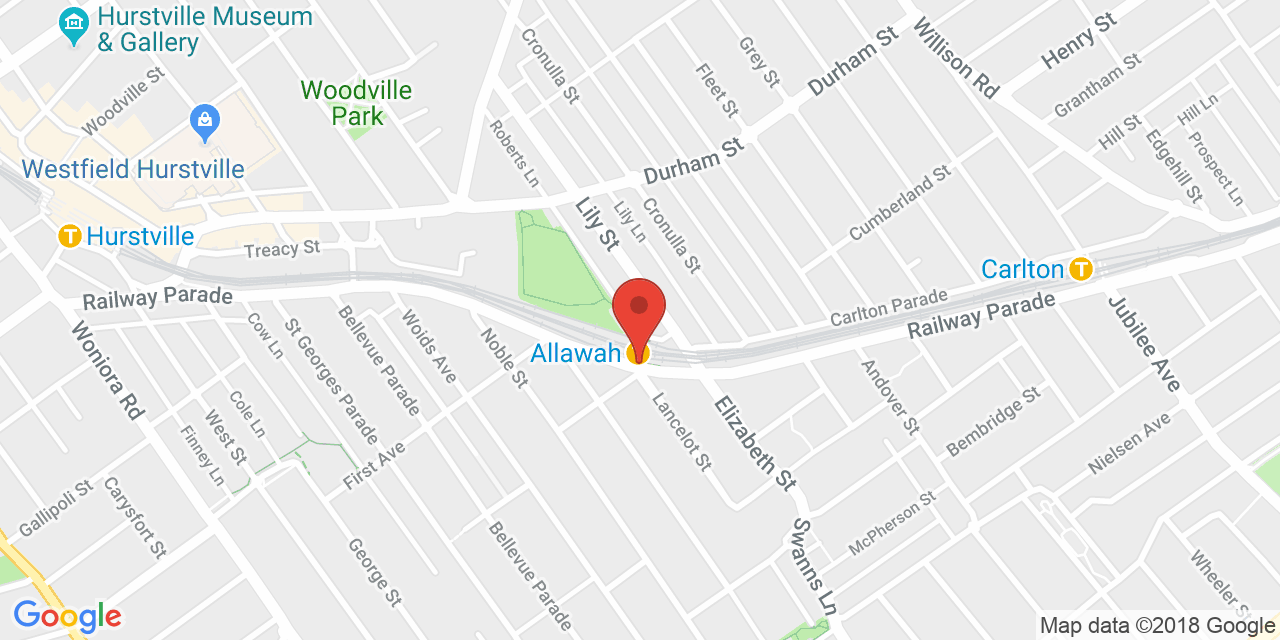 Hurstville Museum
& Gallery
Woodville St
Woodville
Park
Westfield Hurstville
Cronulla St
Grey St
Fleet St
Durham St
Willison Rd
Henry St
Grantham St
Hill Ln
Hill St
Edgehill St
Prospect Ln
Roberts Ln
Durham St
Lily St
Lily Ln
Cronulla St
Cumberland St
Hurstville
Treacy St
Carlton
Railway Parade
Carlton Parade
Railway Parade
Jubilee Ave
Woniora Rd
Cow Ln
St Georges Parade
Bellevue Parade
Woids Ave
Noble St
Allawah
Lancelot St
Elizabeth St
Andover St
Bembridge St
Nielsen Ave
Cole Ln
West St
Finney Ln
First Ave
Gallipoli St
Carysfort St
George St
Bellevue Parade
Swanns Ln
McPherson St
Wheeler St
Google
Map data ©2018 Google